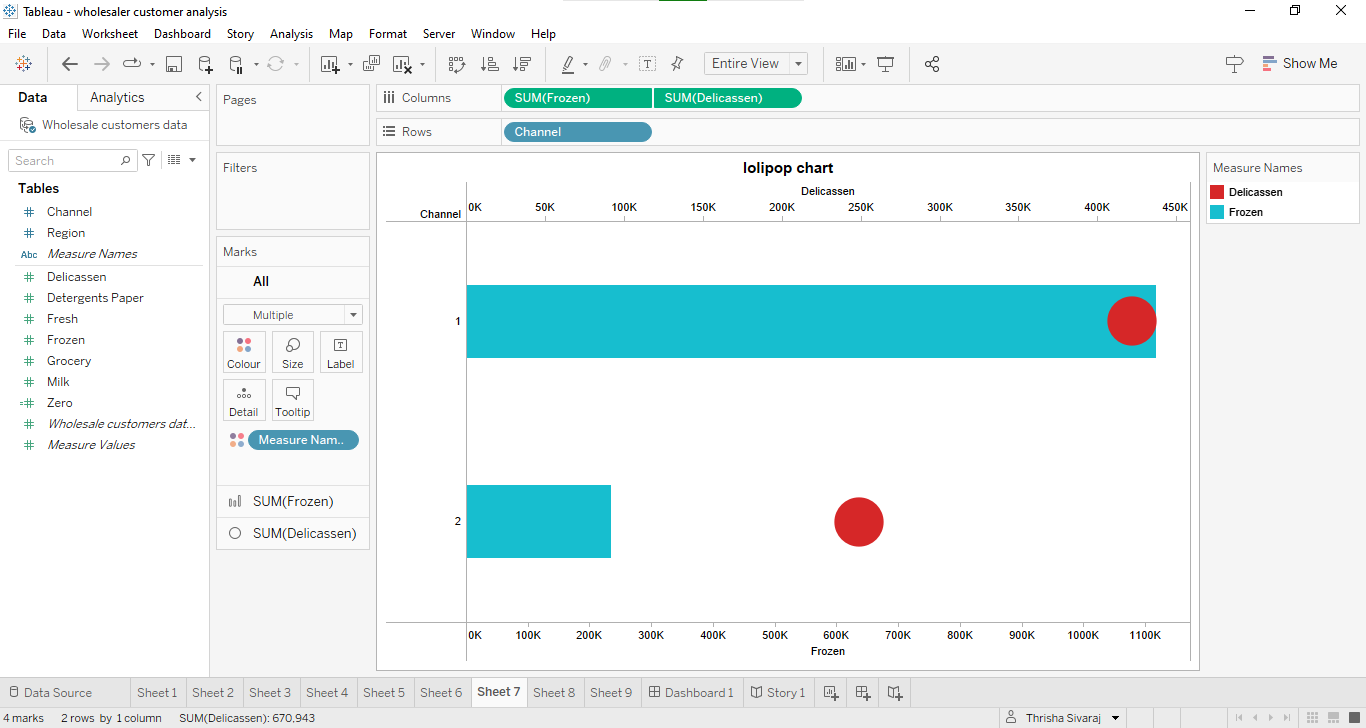 Tableau - wholesaler customer analysis
File Data Worksheet Dashboard Story Analysis Map Format Server Window Help
Entire View
Show Me
Data Analytics
Wholesale customers data
Search
Tables
Channel
Region
Abc Measure Names
Delicassen
Detergents Paper
Fresh
Frozen
Grocery
Milk
Zero
Wholesale customers dat...
Measure Values
Pages
Filters
Marks
All
Multiple
Colour Size Label
Detail Tooltip
Measure Nam..
SUM(Frozen)
SUM(Delicassen)
Columns SUM(Frozen) SUM(Delicassen)
Rows Channel
lolipop chart
Delicassen
Channel 0K 50K 100K 150K 200K 250K 300K 350K 400K 450K
1
2
0K 100K 200K 300K 400K 500K 600K 700K 800K 900K 1000K 1100K
Frozen
Measure Names
Delicassen
Frozen
Data Source Sheet 1 Sheet 2 Sheet 3 Sheet 4 Sheet 5 Sheet 6 Sheet 7 Sheet 8 Sheet 9 Dashboard 1 Story 1
4 marks 2 rows by 1 column SUM(Delicassen): 670,943 Thrisha Sivaraj